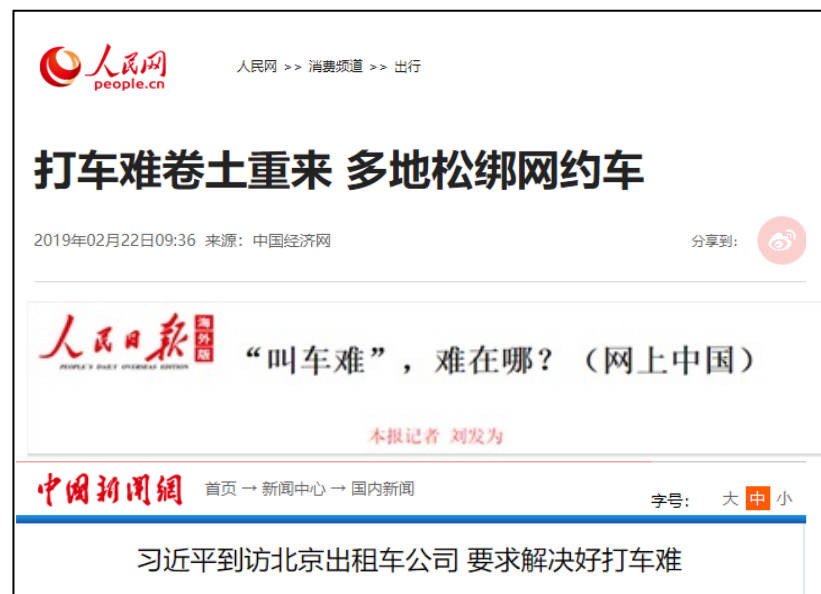 人民网
people.cn
人民网 >> 消费频道 >> 出行
打车难卷土重来 多地松绑网约车
2019年02月22日09:36 来源：中国经济网
分享到：
人民日报 海外版
PEOPLE'S DAILY OVERSEAS EDITION
“叫车难”，难在哪？（网上中国）
本报记者 刘发为
中国新闻网
首页 → 新闻中心 → 国内新闻
字号： 大 中 小
习近平到访北京出租车公司 要求解决好打车难